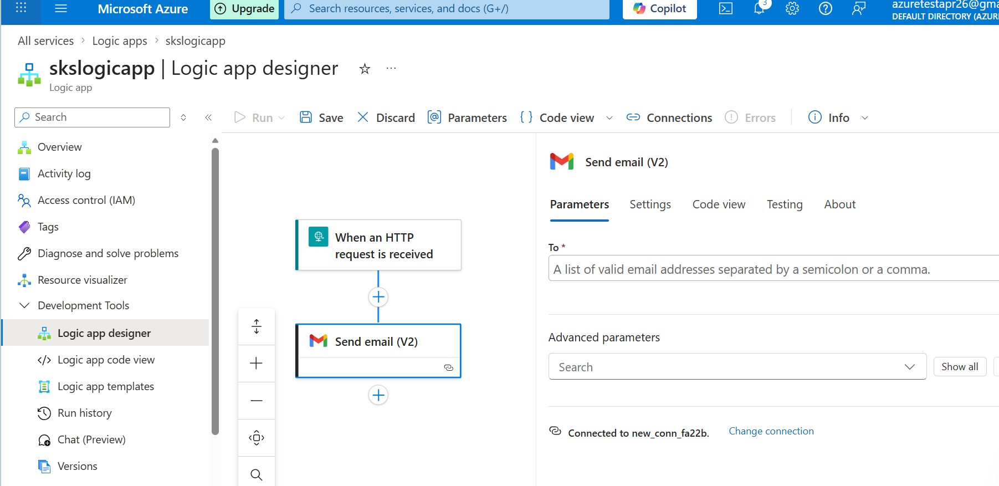 Microsoft Azure
Upgrade
Search resources, services, and docs (G+/)
Copilot
3
azuretestapr26@gma
DEFAULT DIRECTORY (AZURE
All services > Logic apps > skslogicapp
skslogicapp | Logic app designer
...
Logic app
Search
Run
Save
Discard
Parameters
Code view
Connections
Errors
Info
Overview
Activity log
Access control (IAM)
Tags
Diagnose and solve problems
Resource visualizer
Development Tools
Logic app designer
Logic app code view
Logic app templates
Run history
Chat (Preview)
Versions
When an HTTP
request is received
Send email (V2)
Send email (V2)
Parameters
Settings
Code view
Testing
About
To *
A list of valid email addresses separated by a semicolon or a comma.
Advanced parameters
Search
Show all
Connected to new_conn_fa22b.
Change connection